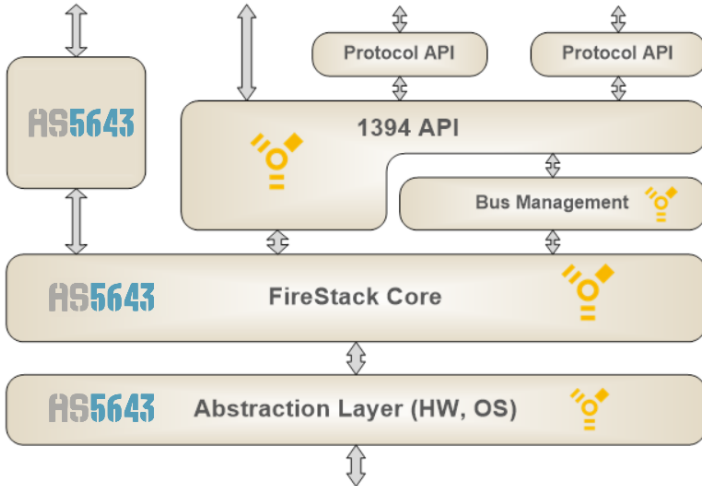 Protocol API
Protocol API
AS5643
1394 API
Bus Management
AS5643
FireStack Core
AS5643
Abstraction Layer (HW, OS)